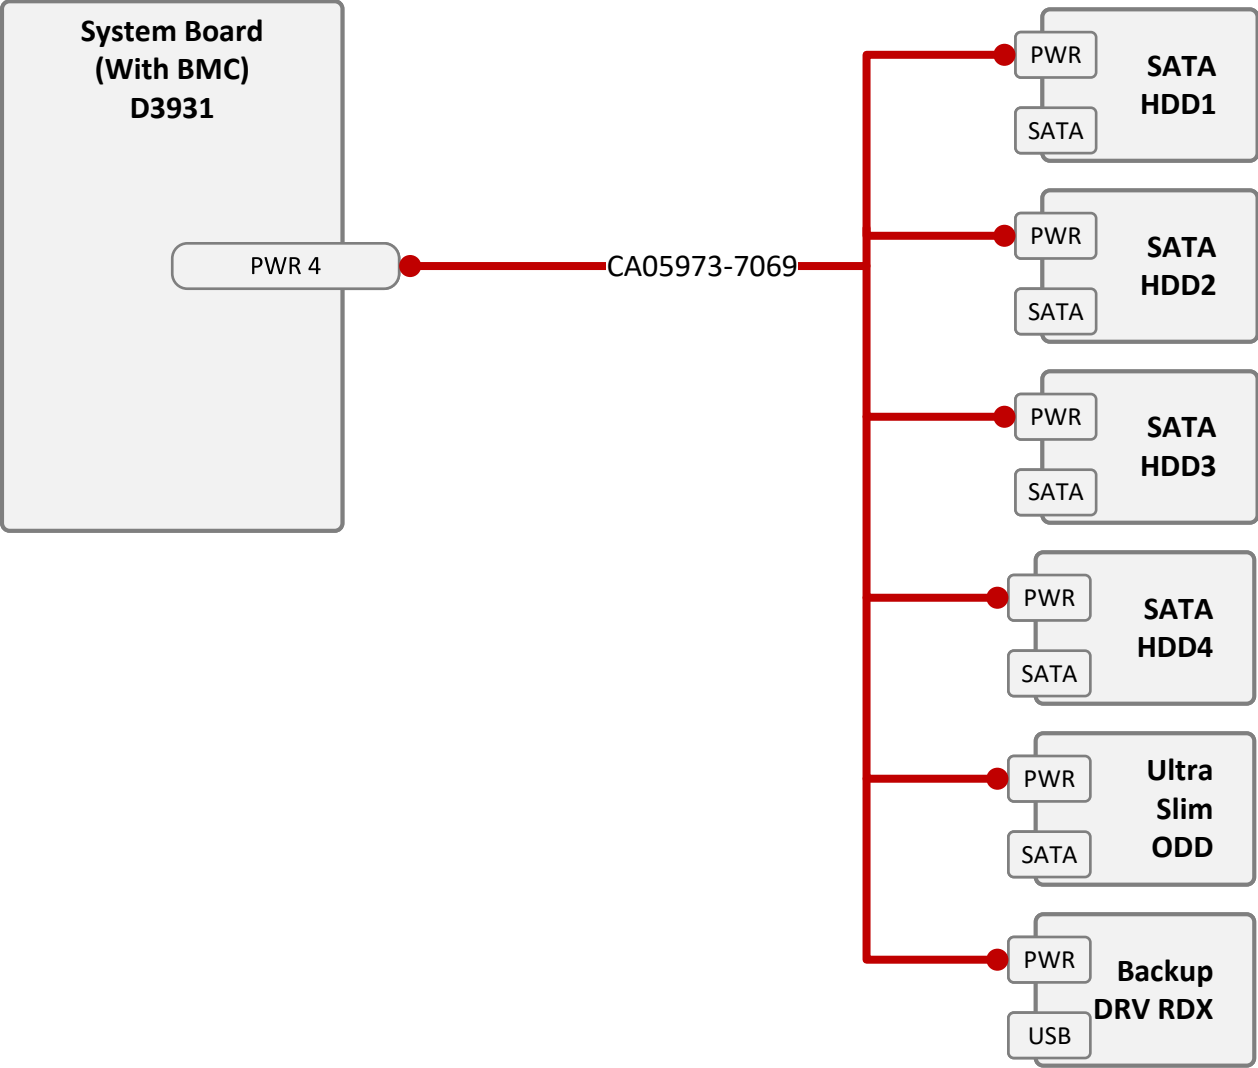 System Board
(With BMC)
D3931
PWR 4
CA05973-7069
PWR
SATA
SATA
HDD1
PWR
SATA
SATA
HDD2
PWR
SATA
SATA
HDD3
PWR
SATA
SATA
HDD4
PWR
SATA
Ultra
Slim
ODD
PWR
USB
Backup
DRV RDX